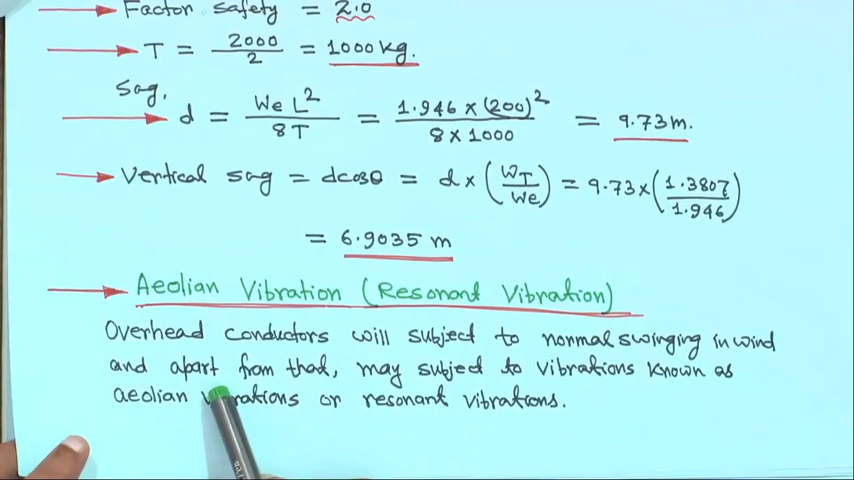 Factor safety = 2.0
T = 2000/2 = 1000 kg.
Sag,
d = We L²/8T = 1.946 × (200)²/8×1000 = 9.73 m.
Vertical sag = d cosθ = d × (WT/We) = 9.73 × (1.3807/1.946)
= 6.9035 m
Aeolian Vibration (Resonant Vibration)
Overhead conductors will subject to normal swinging in wind
and apart from that, may subject to vibrations known as
aeolian vibrations or resonant vibrations.